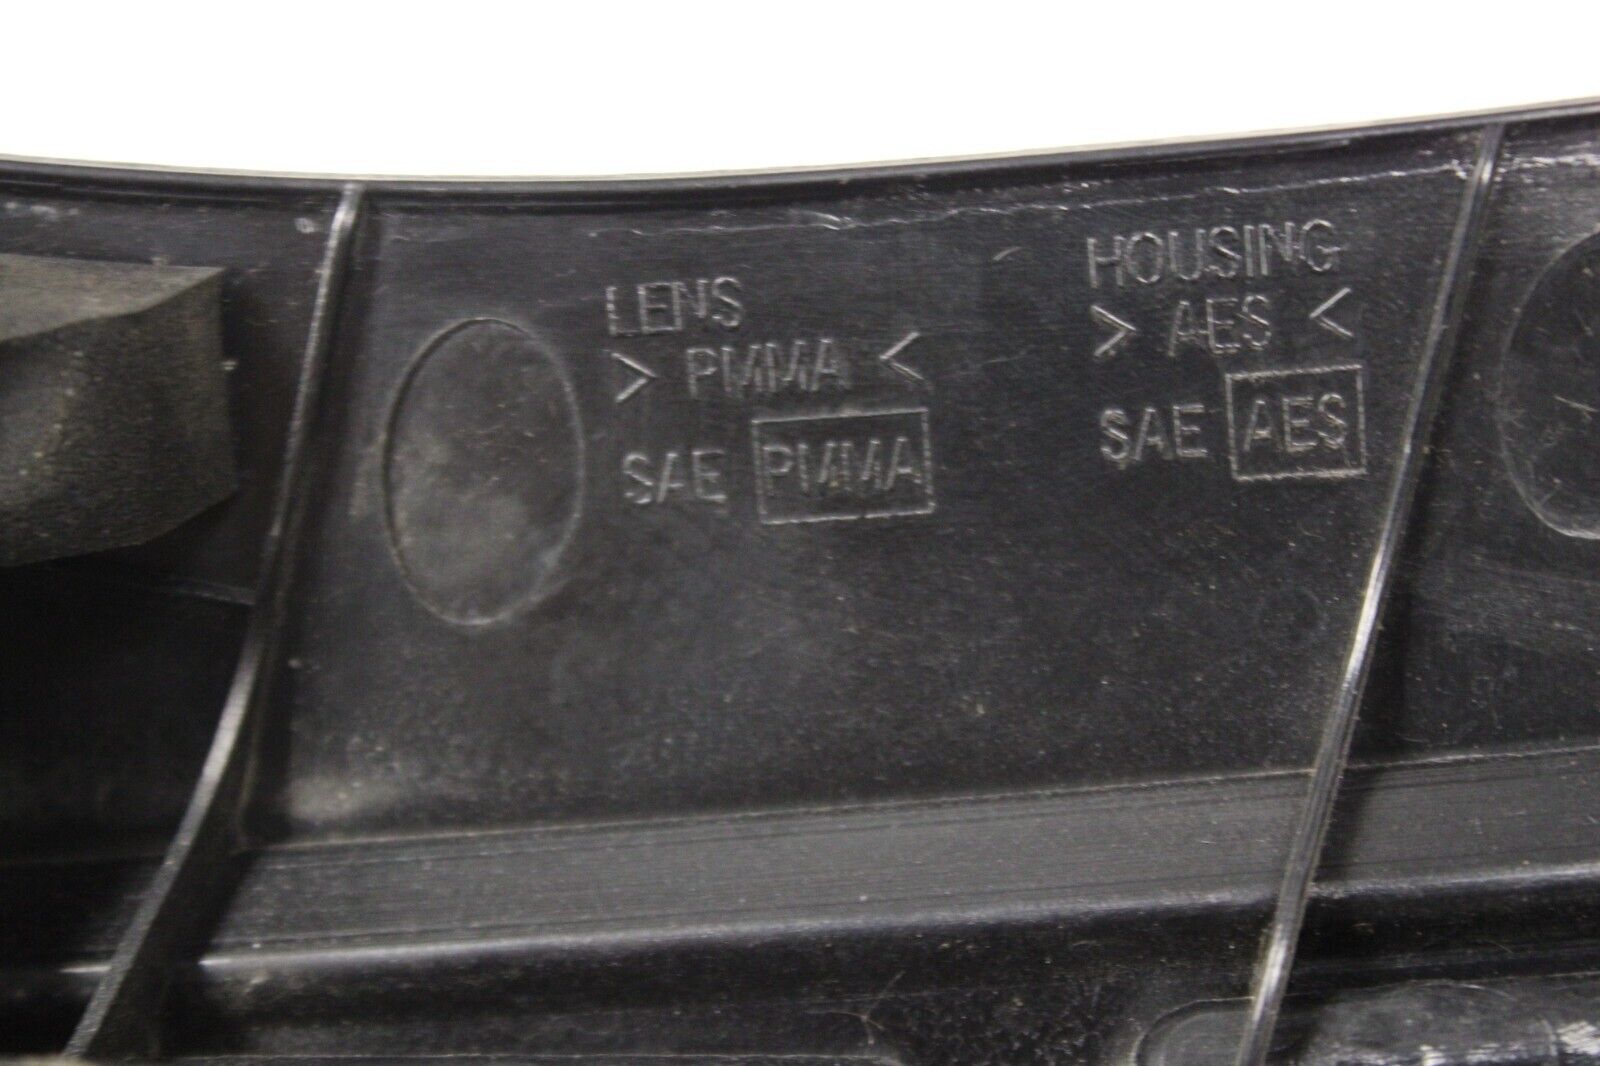 LENS
> PMMA <
SAE PMMA
HOUSING
> AES <
SAE AES